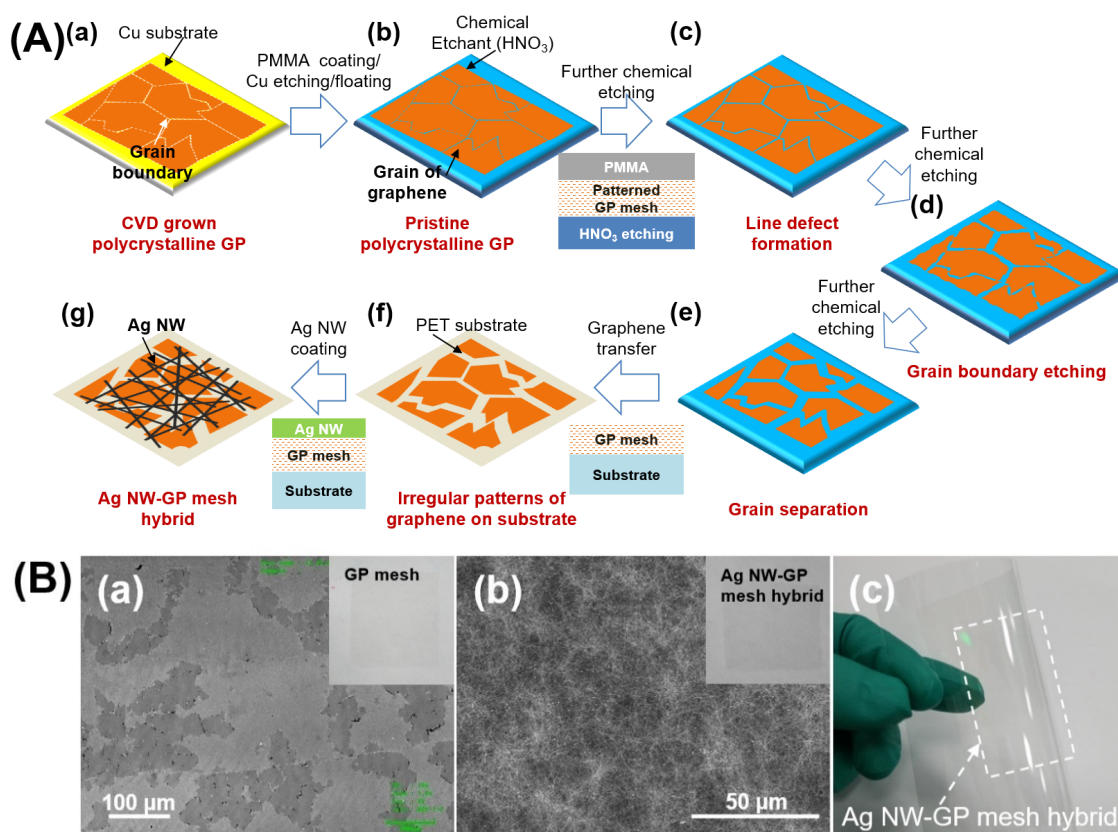 (A)
(a)
Cu substrate
Grain
boundary
CVD grown
polycrystalline GP
PMMA coating/
Cu etching/floating
(b)
Chemical
Etchant (HNO₃)
Grain of
graphene
Pristine
polycrystalline GP
Further chemical
etching
PMMA
Patterned
GP mesh
HNO₃ etching
(c)
Line defect
formation
Further
chemical
etching
(d)
Grain boundary etching
Further
chemical
etching
(e)
Grain separation
Graphene
transfer
GP mesh
Substrate
(f)
PET substrate
Irregular patterns of
graphene on substrate
Ag NW
coating
Ag NW
GP mesh
Substrate
(g)
Ag NW
Ag NW-GP mesh
hybrid
(B)
(a)
GP mesh
100 µm
(b)
Ag NW-GP
mesh hybrid
50 µm
(c)
Ag NW-GP mesh hybrid